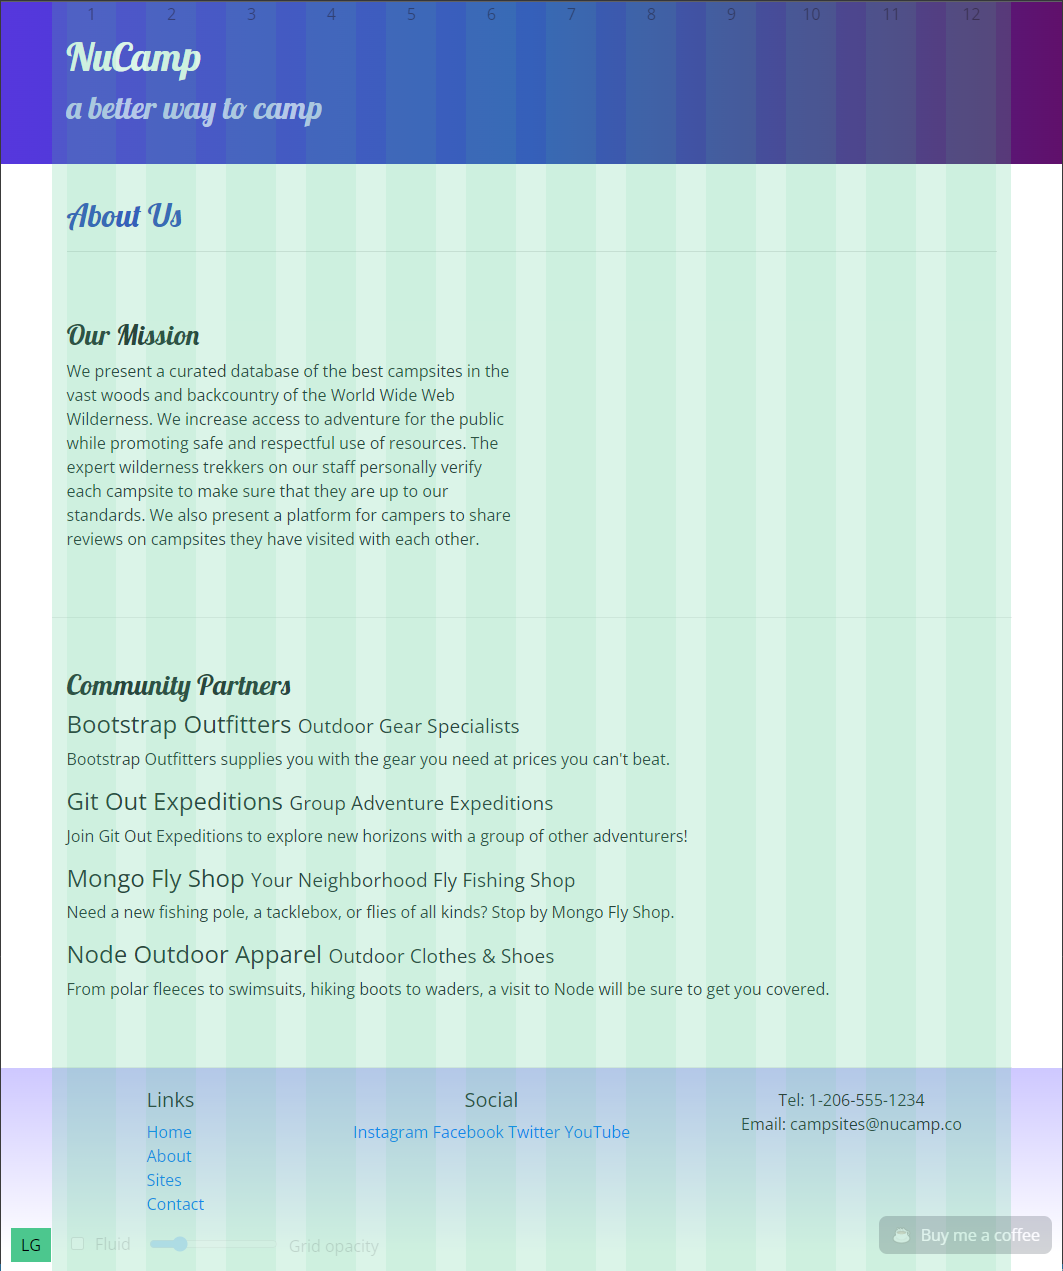 1 2 3 4 5 6 7 8 9 10 11 12
NuCamp
a better way to camp
About Us
Our Mission
We present a curated database of the best campsites in the
vast woods and backcountry of the World Wide Web
Wilderness. We increase access to adventure for the public
while promoting safe and respectful use of resources. The
expert wilderness trekkers on our staff personally verify
each campsite to make sure that they are up to our
standards. We also present a platform for campers to share
reviews on campsites they have visited with each other.
Community Partners
Bootstrap Outfitters Outdoor Gear Specialists
Bootstrap Outfitters supplies you with the gear you need at prices you can't beat.
Git Out Expeditions Group Adventure Expeditions
Join Git Out Expeditions to explore new horizons with a group of other adventurers!
Mongo Fly Shop Your Neighborhood Fly Fishing Shop
Need a new fishing pole, a tacklebox, or flies of all kinds? Stop by Mongo Fly Shop.
Node Outdoor Apparel Outdoor Clothes & Shoes
From polar fleeces to swimsuits, hiking boots to waders, a visit to Node will be sure to get you covered.
Links
Home
About
Sites
Contact
Social
Instagram Facebook Twitter YouTube
Tel: 1-206-555-1234
Email: campsites@nucamp.co
LG
Fluid
Grid opacity
Buy me a coffee